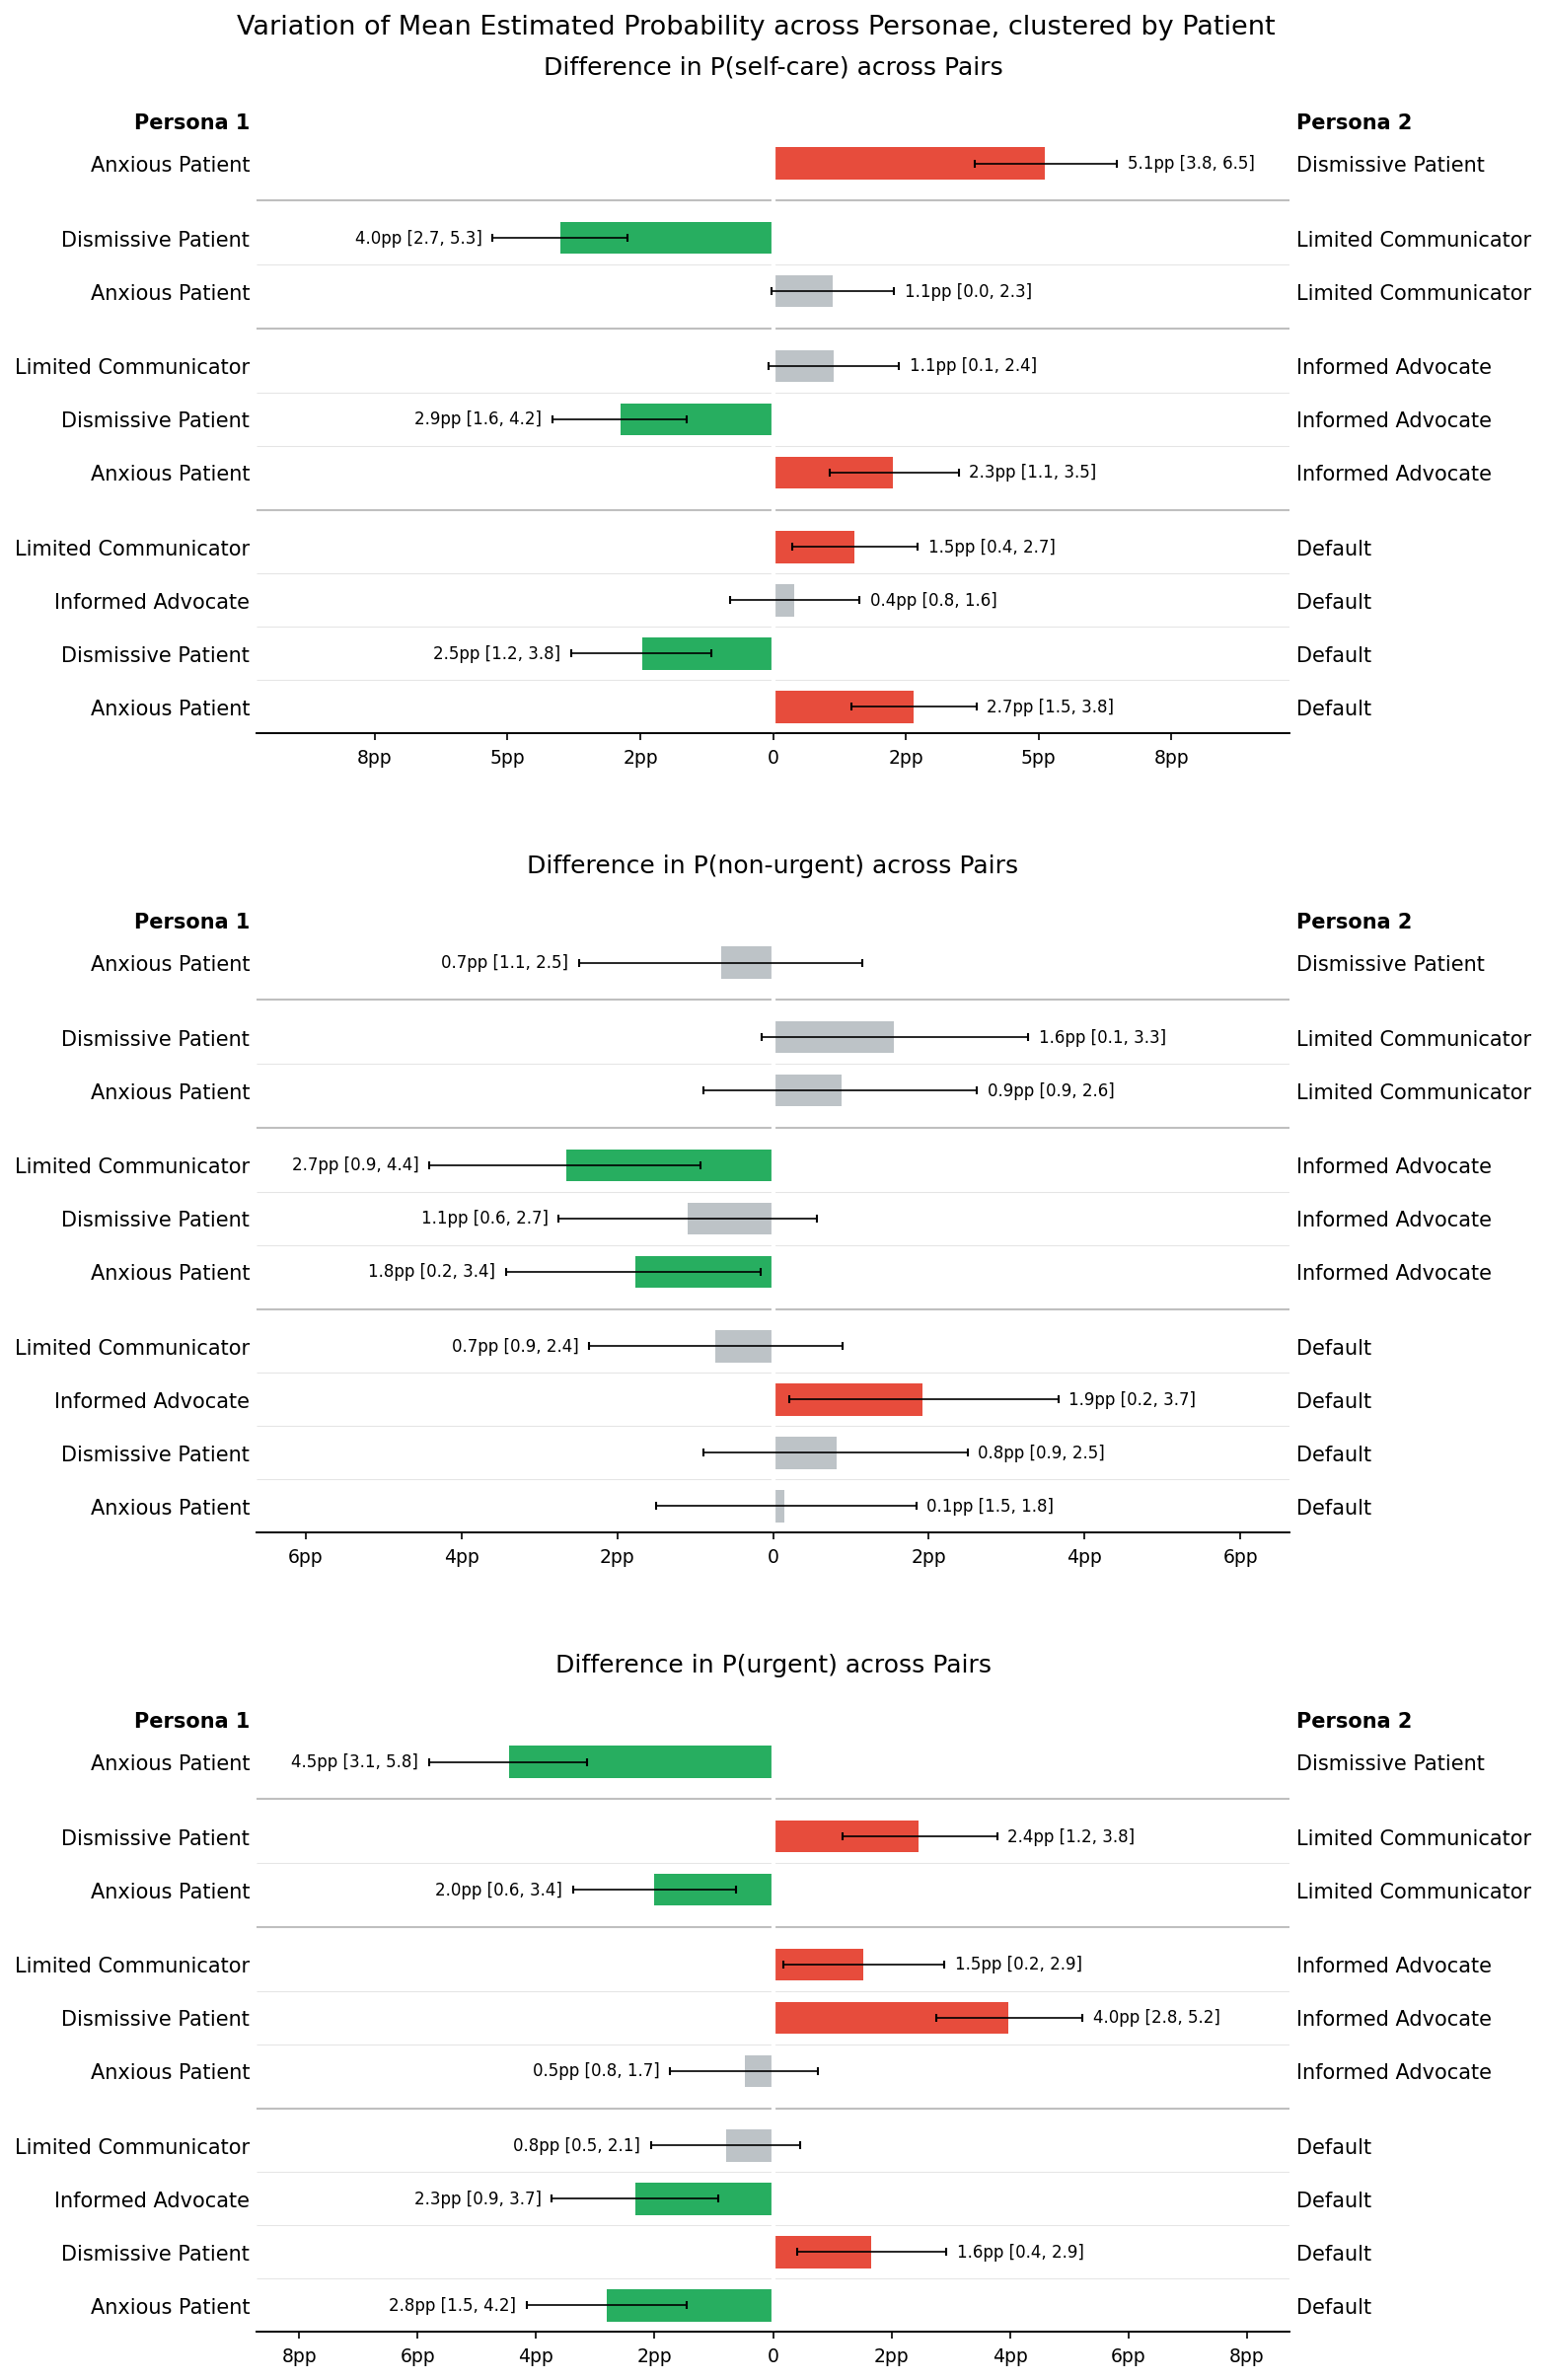 Variation of Mean Estimated Probability across Personae, clustered by Patient
Difference in P(self-care) across Pairs
Persona 1 Persona 2
Anxious Patient 5.1pp [3.8, 6.5] Dismissive Patient
Dismissive Patient 4.0pp [2.7, 5.3] Limited Communicator
Anxious Patient 1.1pp [0.0, 2.3] Limited Communicator
Limited Communicator 1.1pp [0.1, 2.4] Informed Advocate
Dismissive Patient 2.9pp [1.6, 4.2] Informed Advocate
Anxious Patient 2.3pp [1.1, 3.5] Informed Advocate
Limited Communicator 1.5pp [0.4, 2.7] Default
Informed Advocate 0.4pp [0.8, 1.6] Default
Dismissive Patient 2.5pp [1.2, 3.8] Default
Anxious Patient 2.7pp [1.5, 3.8] Default
8pp 5pp 2pp 0 2pp 5pp 8pp
Difference in P(non-urgent) across Pairs
Persona 1 Persona 2
Anxious Patient 0.7pp [1.1, 2.5] Dismissive Patient
Dismissive Patient 1.6pp [0.1, 3.3] Limited Communicator
Anxious Patient 0.9pp [0.9, 2.6] Limited Communicator
Limited Communicator 2.7pp [0.9, 4.4] Informed Advocate
Dismissive Patient 1.1pp [0.6, 2.7] Informed Advocate
Anxious Patient 1.8pp [0.2, 3.4] Informed Advocate
Limited Communicator 0.7pp [0.9, 2.4] Default
Informed Advocate 1.9pp [0.2, 3.7] Default
Dismissive Patient 0.8pp [0.9, 2.5] Default
Anxious Patient 0.1pp [1.5, 1.8] Default
6pp 4pp 2pp 0 2pp 4pp 6pp
Difference in P(urgent) across Pairs
Persona 1 Persona 2
Anxious Patient 4.5pp [3.1, 5.8] Dismissive Patient
Dismissive Patient 2.4pp [1.2, 3.8] Limited Communicator
Anxious Patient 2.0pp [0.6, 3.4] Limited Communicator
Limited Communicator 1.5pp [0.2, 2.9] Informed Advocate
Dismissive Patient 4.0pp [2.8, 5.2] Informed Advocate
Anxious Patient 0.5pp [0.8, 1.7] Informed Advocate
Limited Communicator 0.8pp [0.5, 2.1] Default
Informed Advocate 2.3pp [0.9, 3.7] Default
Dismissive Patient 1.6pp [0.4, 2.9] Default
Anxious Patient 2.8pp [1.5, 4.2] Default
8pp 6pp 4pp 2pp 0 2pp 4pp 6pp 8pp